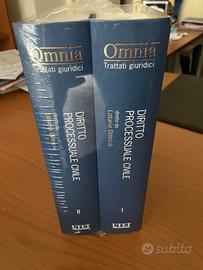 Omnia
Trattati giuridici
DIRITTO
PROCESSUALE CIVILE
II
UTET
Omnia
Trattati giuridici
DIRITTO
PROCESSUALE CIVILE
diretto da
Luciana Dittrich
I
UTET
subito